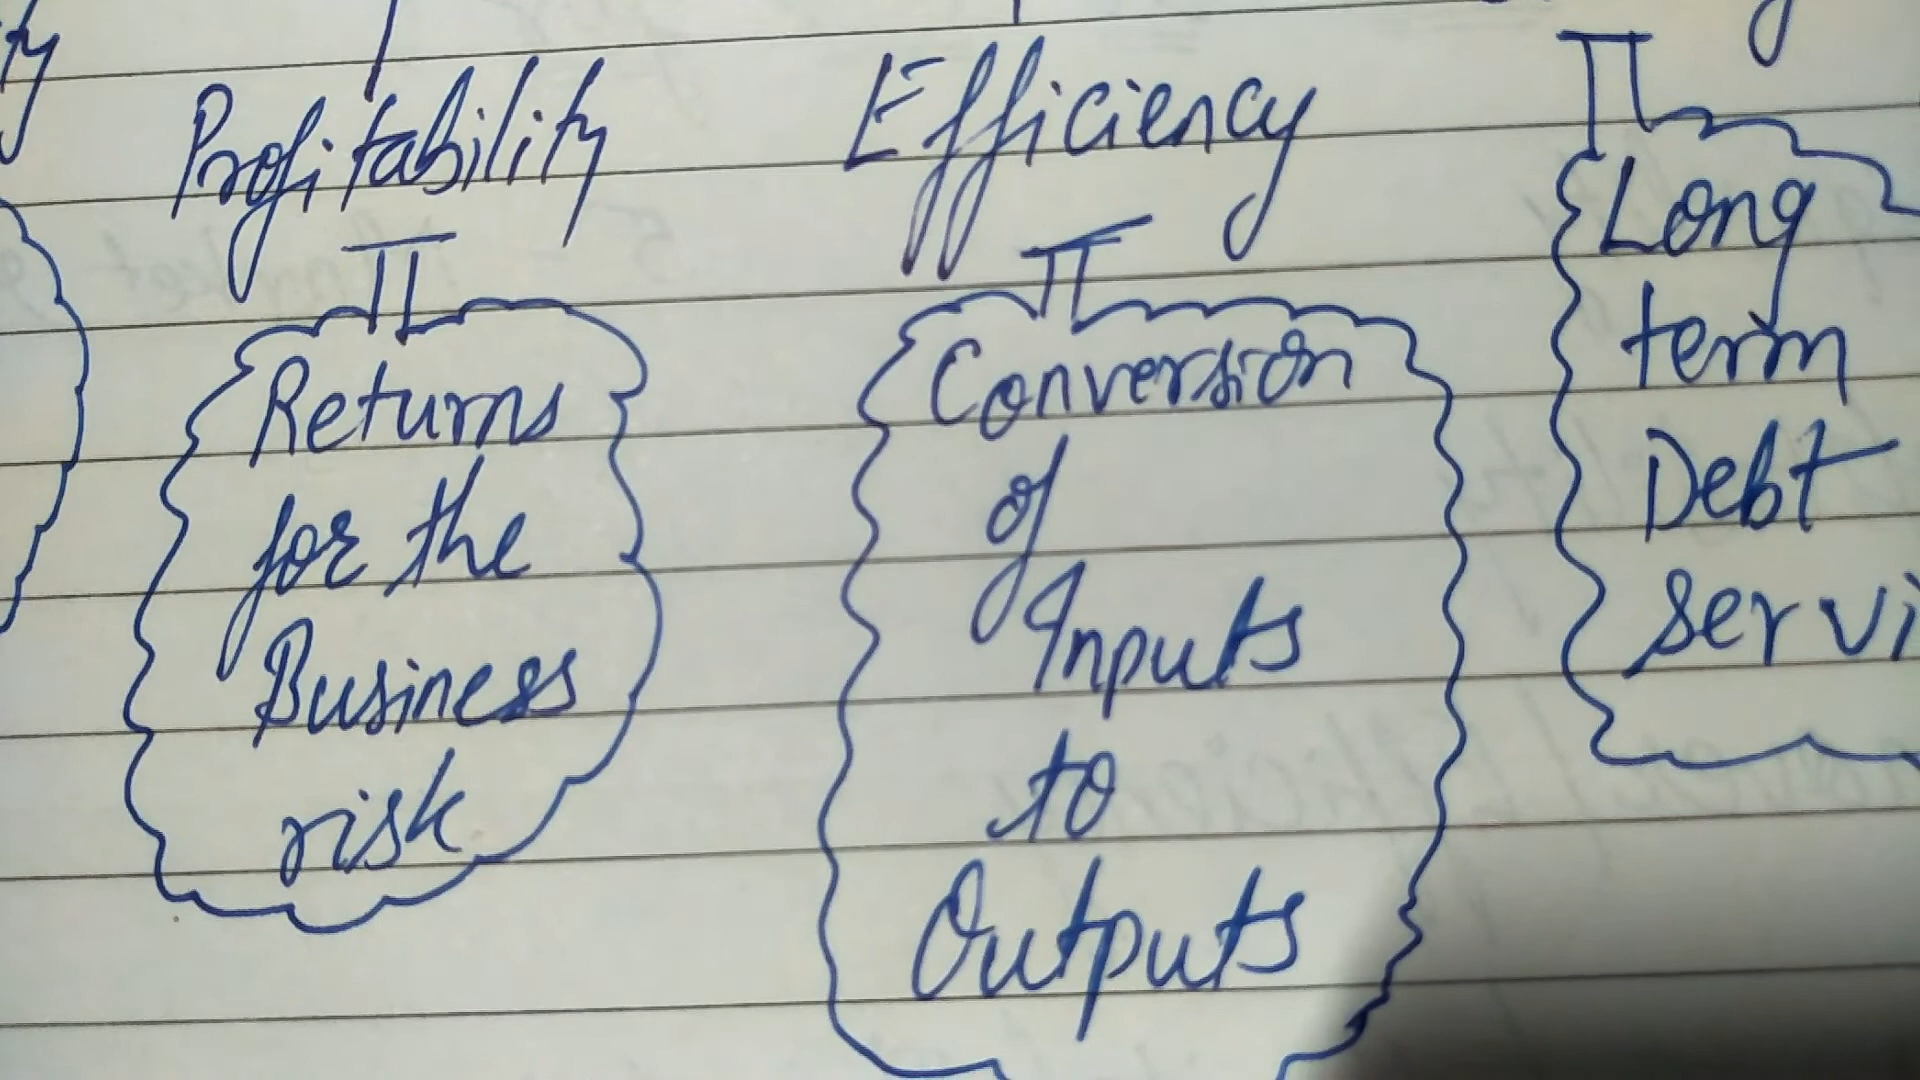 Profitability
Returns
for the
Business
risk
Efficiency
Conversion
of
Inputs
to
Outputs
Long
term
Debt
servi